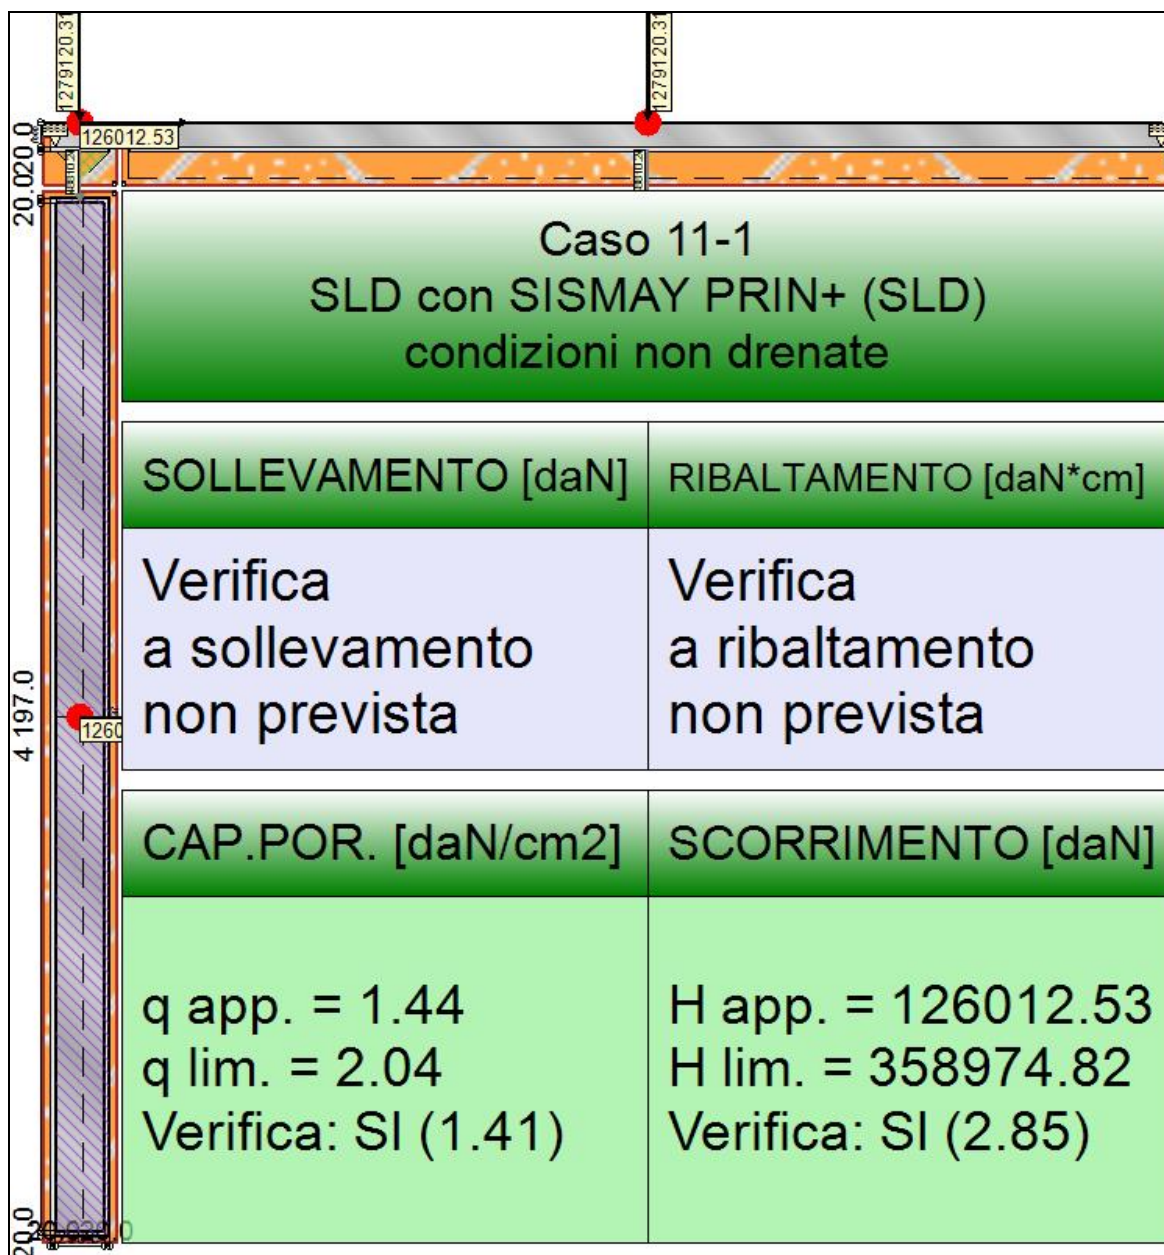 1279120.31
1279120.31
126012.53
20.020.0
Caso 11-1
SLD con SISMAY PRIN+ (SLD)
condizioni non drenate
SOLLEVAMENTO [daN]
RIBALTAMENTO [daN*cm]
Verifica
a sollevamento
non prevista
Verifica
a ribaltamento
non prevista
4 197.0
1260
CAP.POR. [daN/cm2]
SCORRIMENTO [daN]
q app. = 1.44
q lim. = 2.04
Verifica: SI (1.41)
H app. = 126012.53
H lim. = 358974.82
Verifica: SI (2.85)
20.0